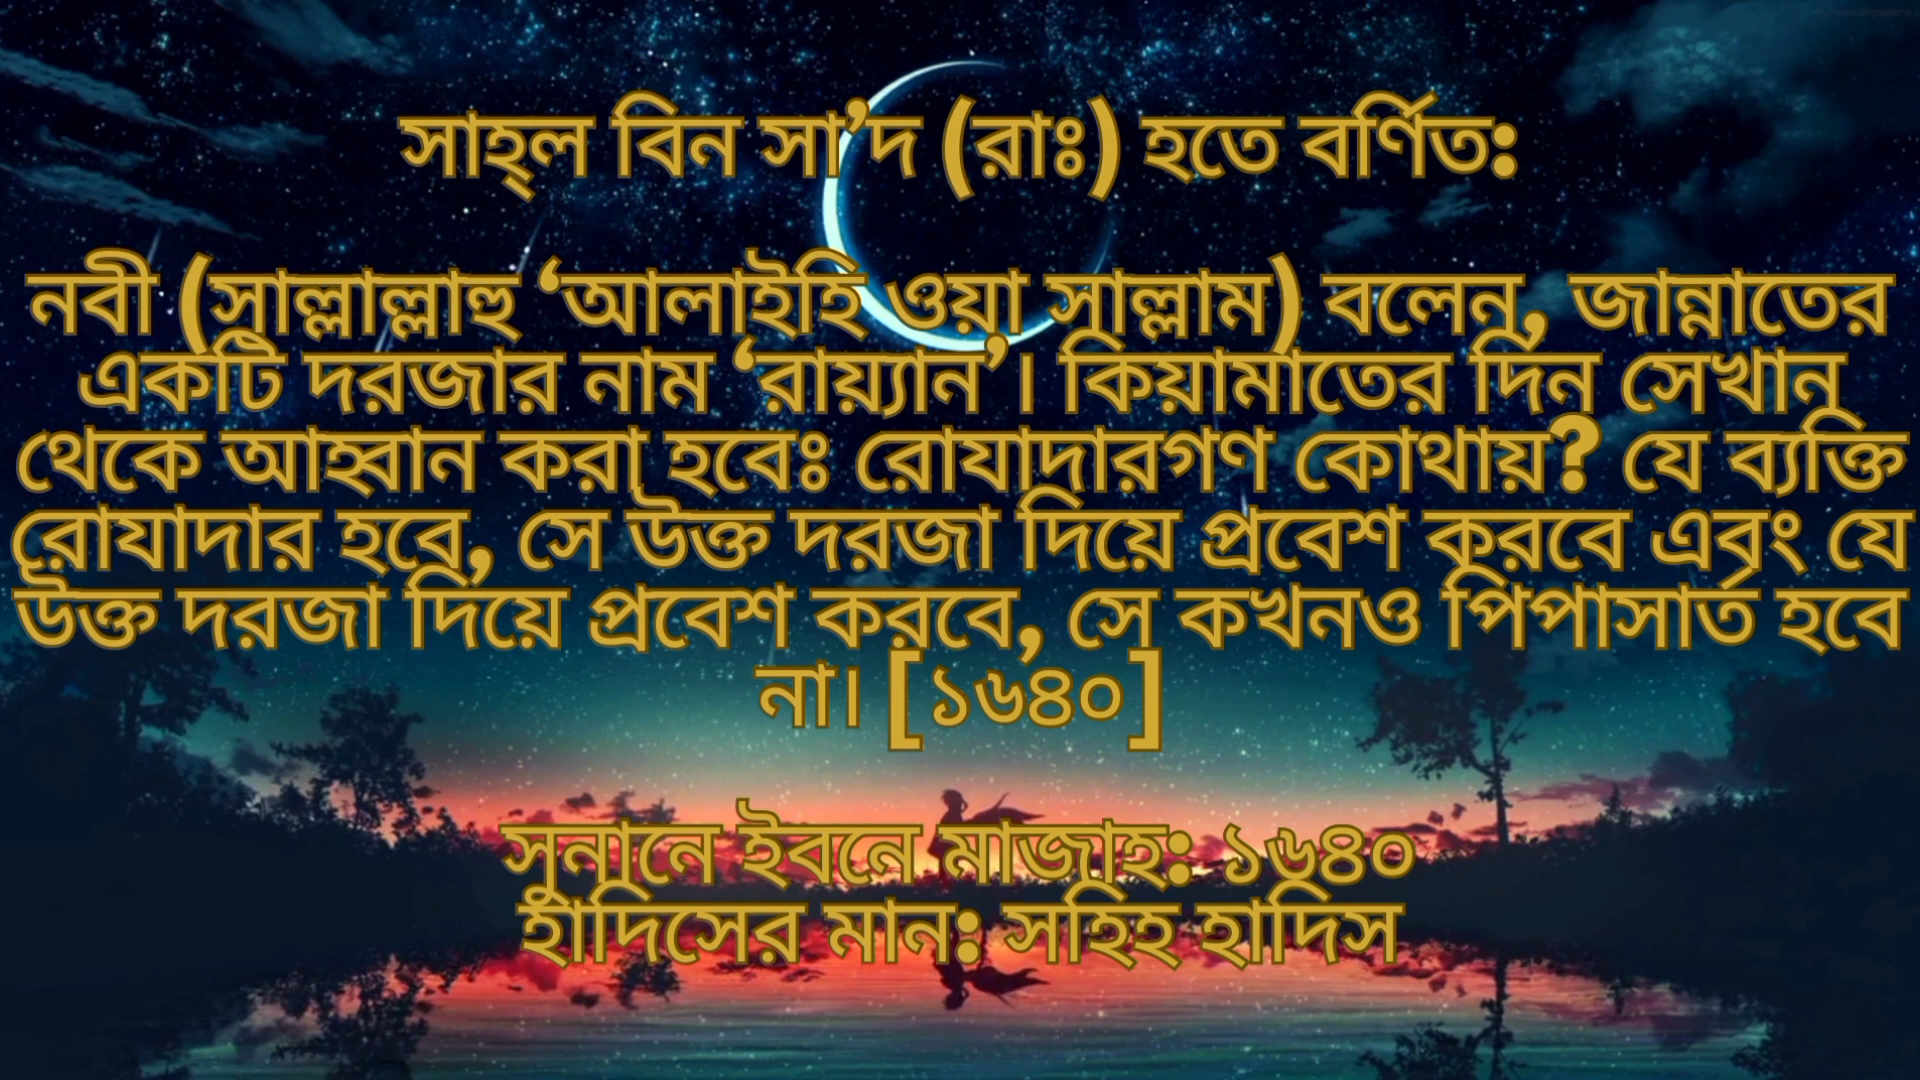 সাহ্‌ল বিন সা’দ (রাঃ) হতে বর্ণিত:
নবী (সাল্লাল্লাহু ‘আলাইহি ওয়া সাল্লাম) বলেন, জান্নাতের
একটি দরজার নাম ‘রায়্যান’। কিয়ামাতের দিন সেখান
থেকে আহ্বান করা হবেঃ রোযাদারগণ কোথায়? যে ব্যক্তি
রোযাদার হবে, সে উক্ত দরজা দিয়ে প্রবেশ করবে এবং যে
উক্ত দরজা দিয়ে প্রবেশ করবে, সে কখনও পিপাসার্ত হবে
না। [১৬৪০]
সুনানে ইবনে মাজাহ: ১৬৪০
হাদিসের মান: সহিহ হাদিস